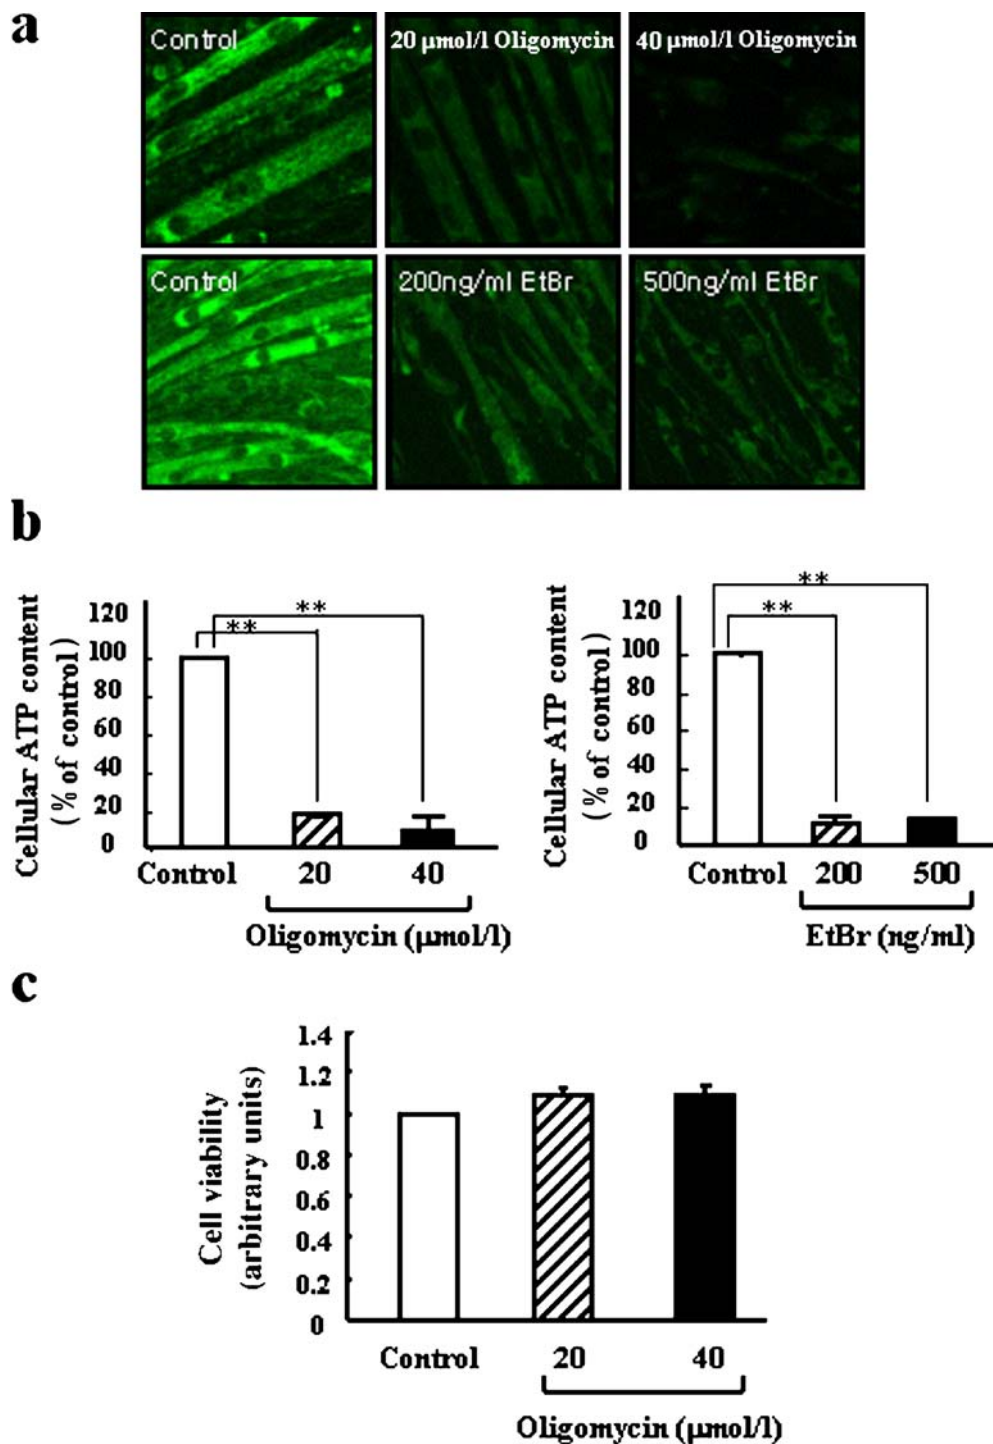 a
Control
20 μmol/l Oligomycin
40 μmol/l Oligomycin
Control
200ng/ml EtBr
500ng/ml EtBr
b
Cellular ATP content
( % of control)
120
100
80
60
40
20
0
**
**
Control
20
40
Oligomycin (μmol/l)
Cellular ATP content
( % of control)
120
100
80
60
40
20
0
**
**
Control
200
500
EtBr (ng/ml)
c
Cell viability
(arbitrary units)
1.4
1.2
1
0.8
0.6
0.4
0.2
0
Control
20
40
Oligomycin (μmol/l)